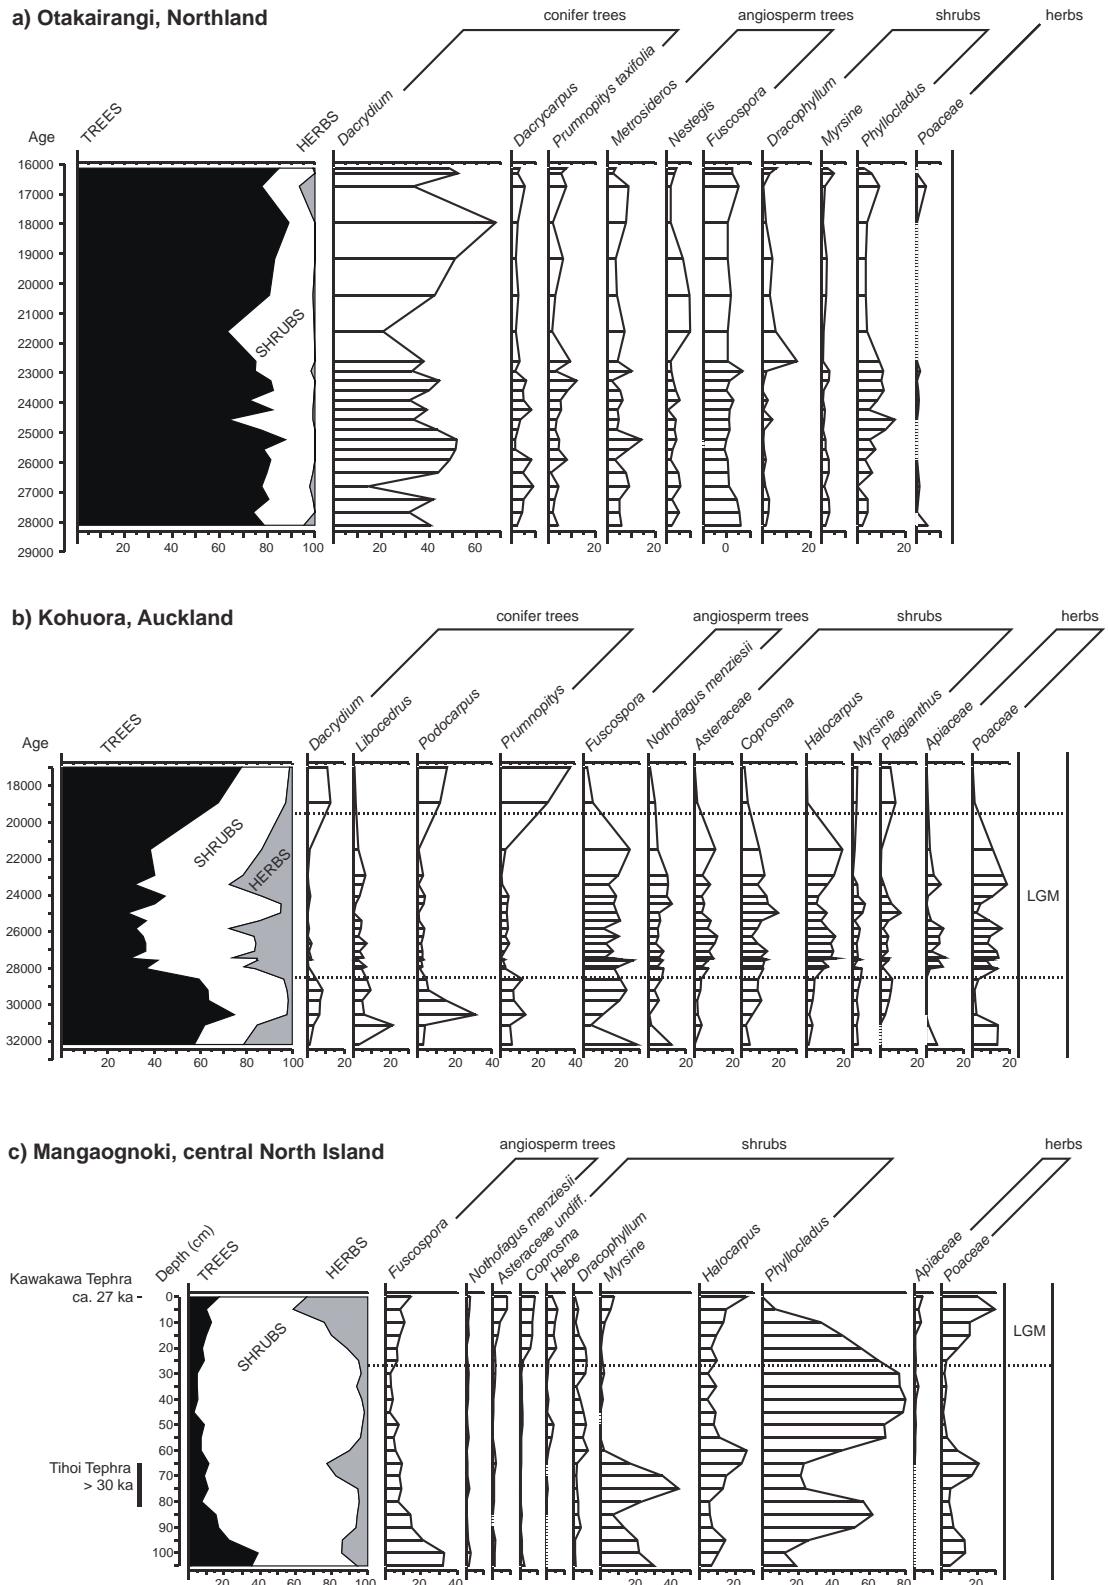 a) Otakairangi, Northland
conifer trees
angiosperm trees
shrubs
herbs
Age
TREES
HERBS
Dacrydium
Dacrycarpus
Prumnopitys taxifolia
Metrosideros
Nestegis
Fuscospora
Dracophyllum
Myrsine
Phyllocladus
Poaceae
16000
17000
18000
19000
20000
21000
22000
23000
24000
25000
26000
27000
28000
29000
SHRUBS
20 40 60 80 100 20 40 60 20 20 0 20 20
b) Kohuora, Auckland
conifer trees
angiosperm trees
shrubs
herbs
Age
TREES
Dacrydium
Libocedrus
Podocarpus
Prumnopitys
Fuscospora
Nothofagus menziesii
Asteraceae
Coprosma
Halocarpus
Myrsine
Plagianthus
Apiaceae
Poaceae
18000
20000
22000
24000
26000
28000
30000
32000
SHRUBS
HERBS
LGM
20 40 60 80 100 20 20 20 40 20 40 20 20 20 20 20 20 20 20 20
c) Mangaognoki, central North Island
angiosperm trees
shrubs
herbs
Depth (cm)
TREES
HERBS
Fuscospora
Nothofagus menziesii
Asteraceae undiff.
Coprosma
Hebe
Dracophyllum
Myrsine
Halocarpus
Phyllocladus
Apiaceae
Poaceae
Kawakawa Tephra
ca. 27 ka
Tihoi Tephra
> 30 ka
0
5
10
20
30
40
50
60
70
80
90
100
SHRUBS
LGM
20 40 60 80 100 20 40 20 40 20 20 40 60 80 20